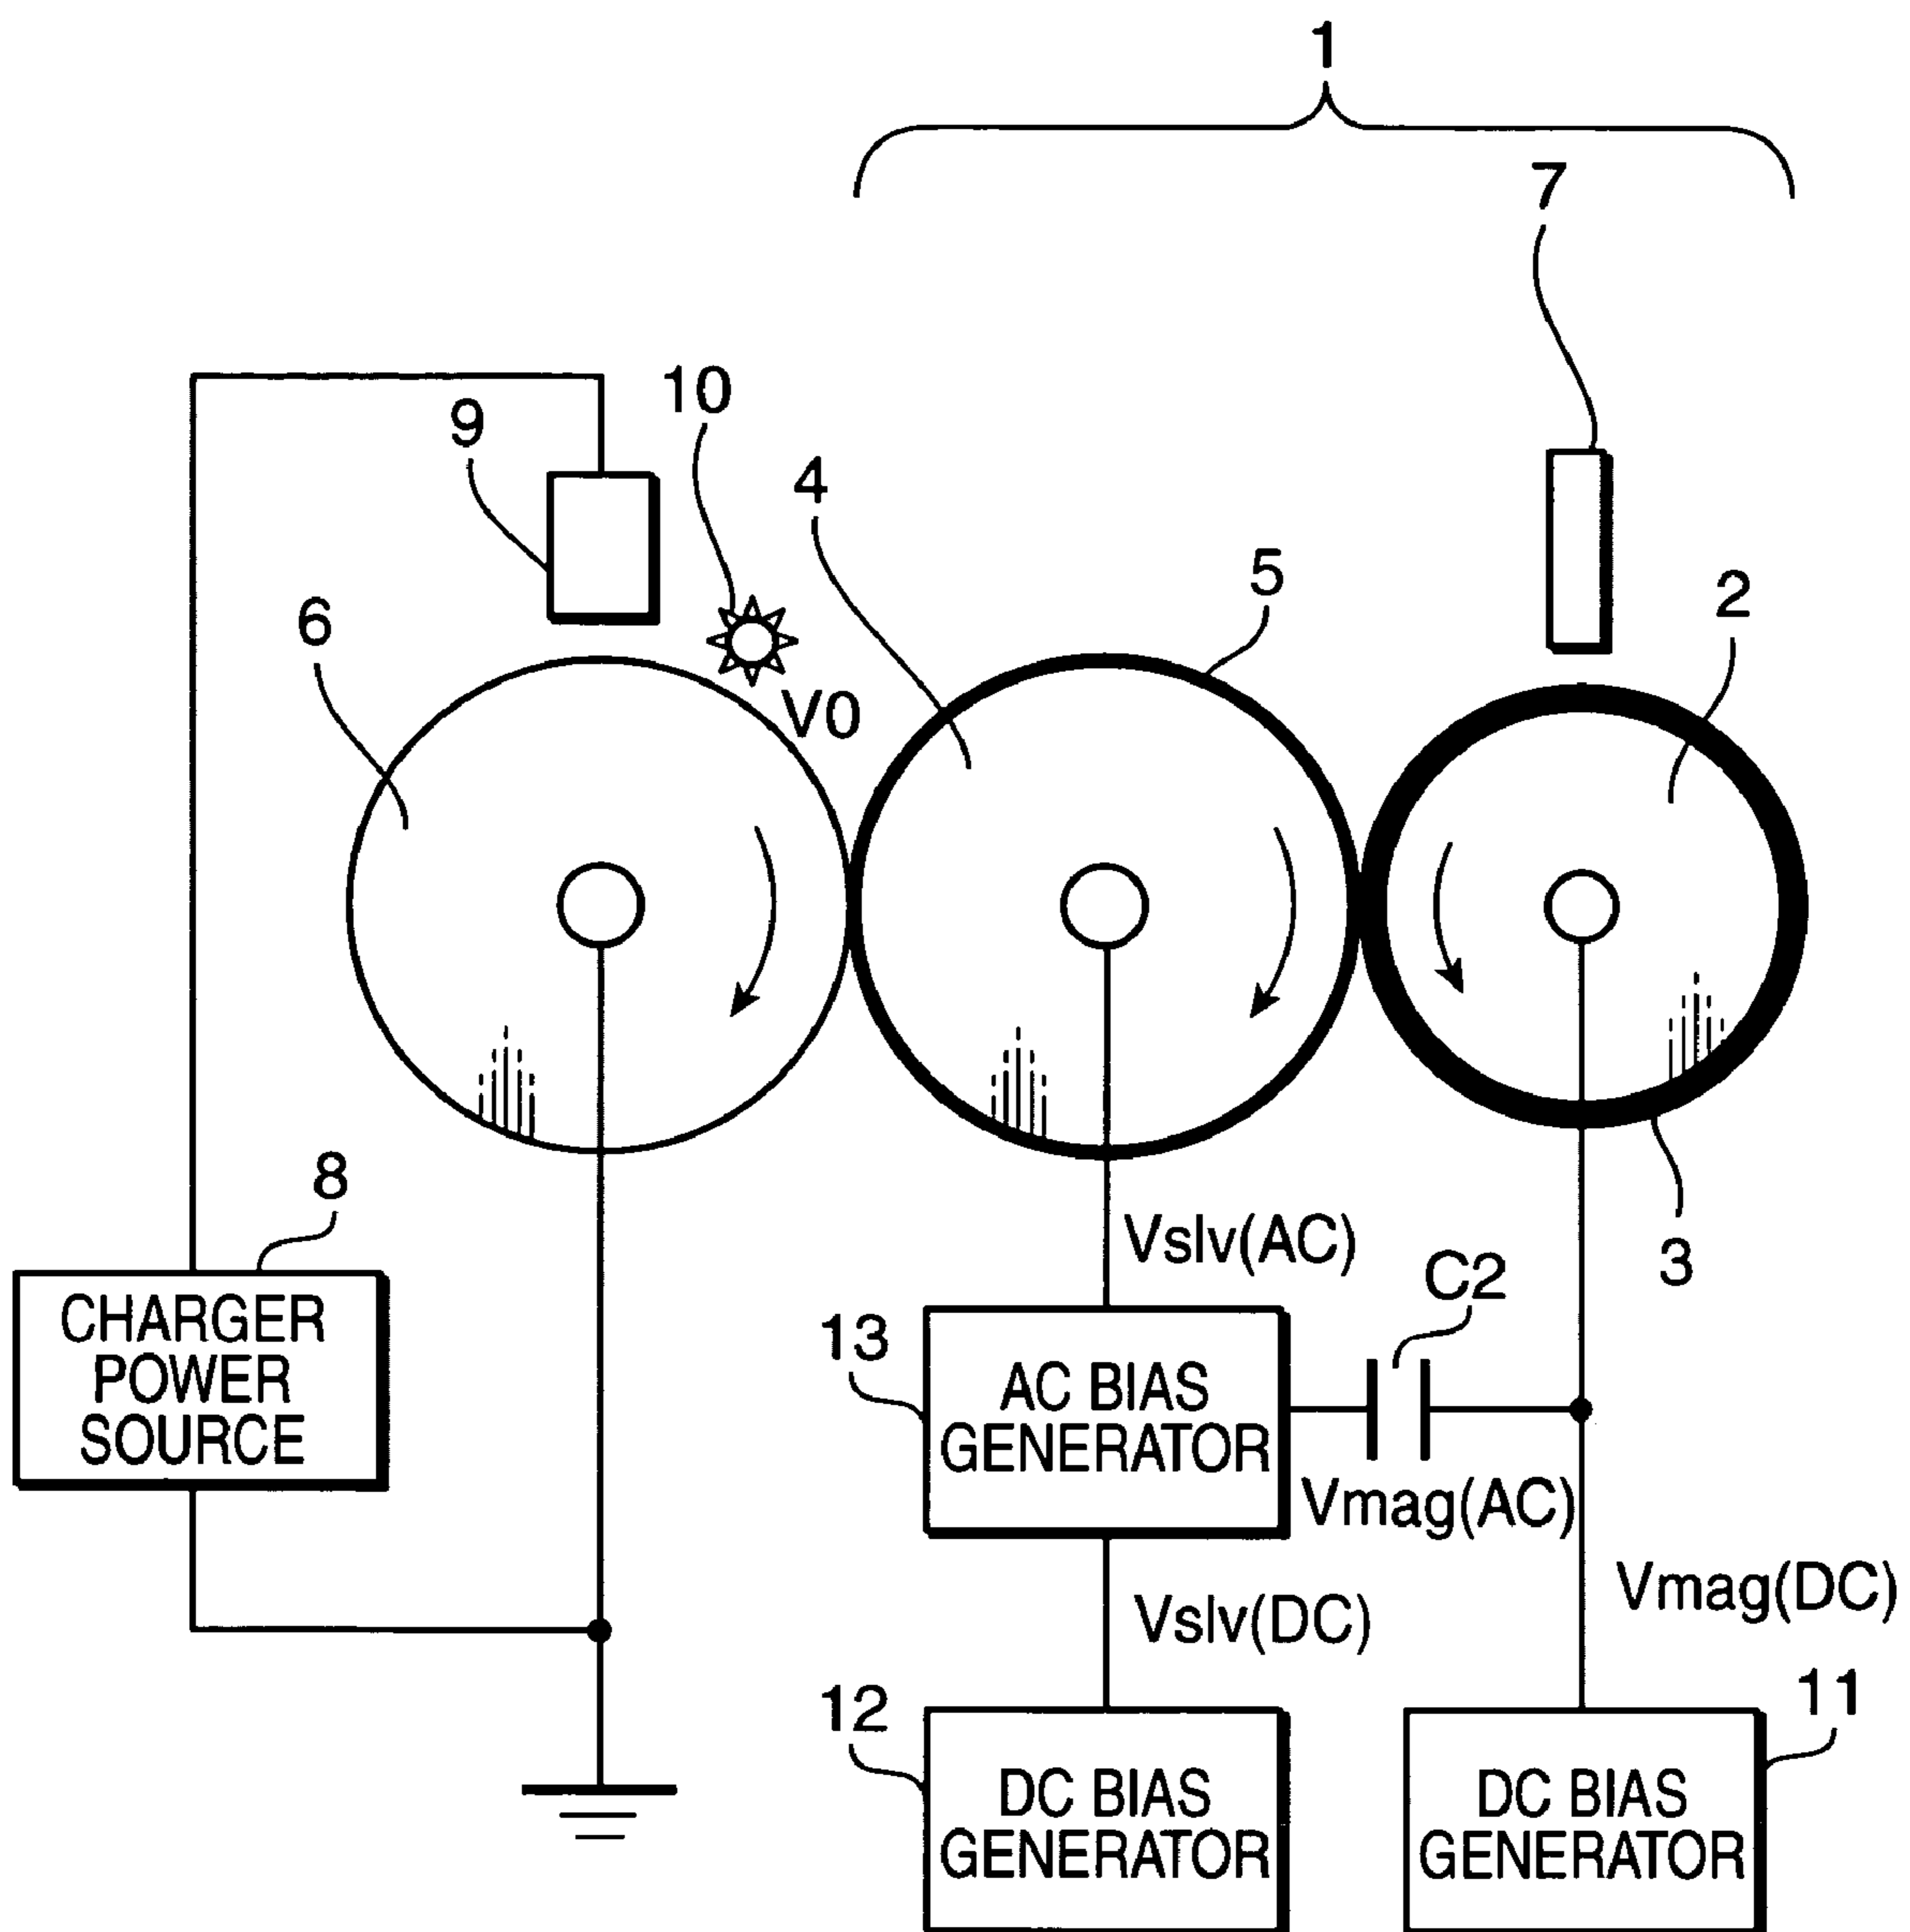 1
7
10
9
4
5
2
6
V0
8
Vslv(AC)
C2
3
CHARGER
POWER
SOURCE
13
AC BIAS
GENERATOR
Vmag(AC)
Vslv(DC)
Vmag(DC)
12
11
DC BIAS
GENERATOR
DC BIAS
GENERATOR